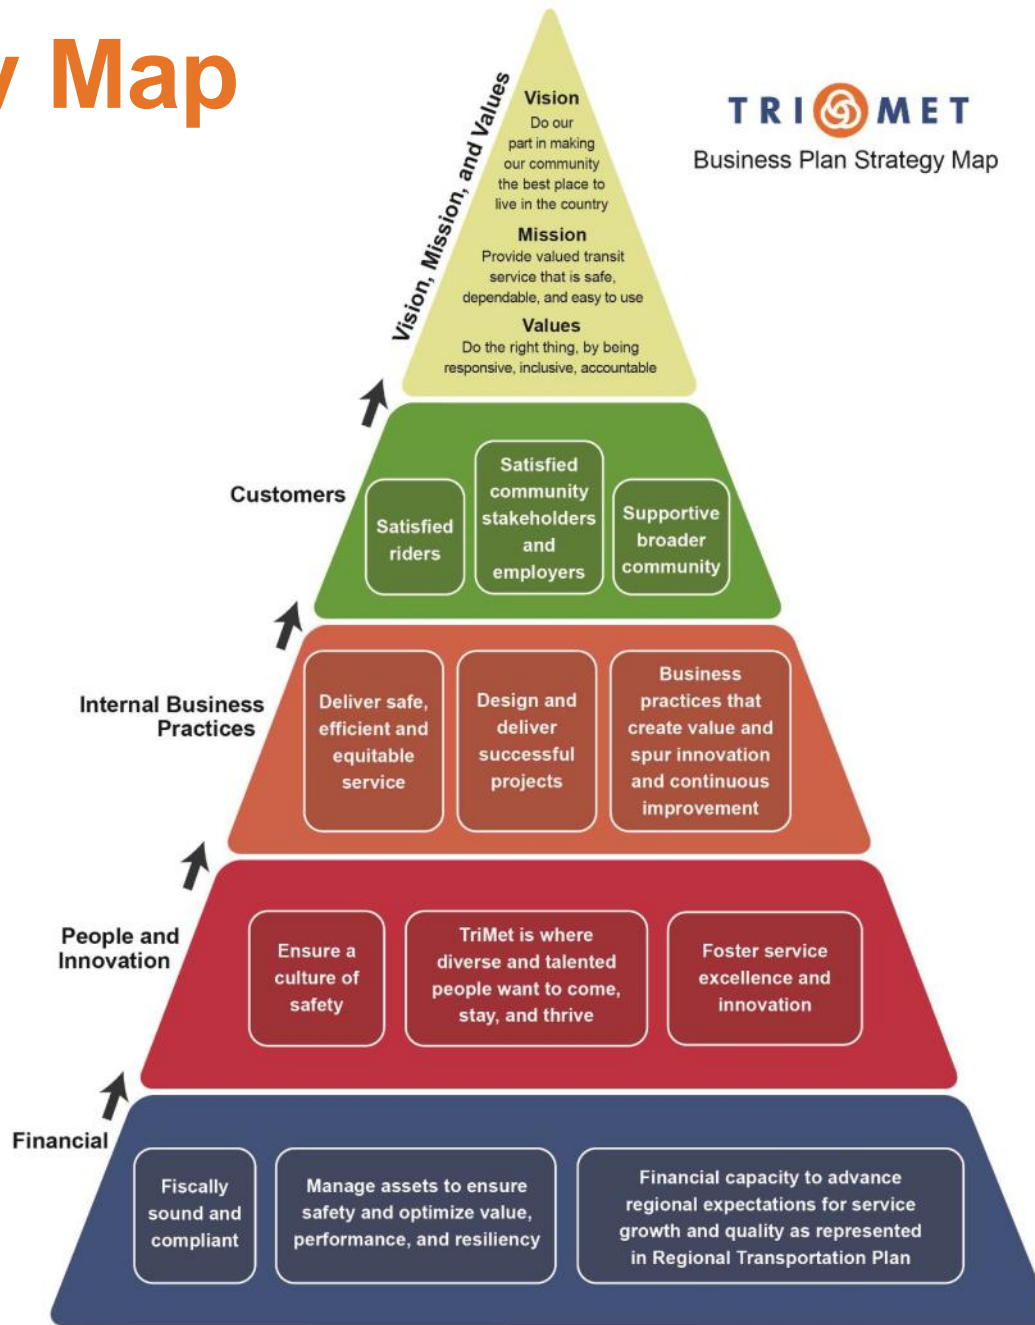 y Map
TRI MET
Business Plan Strategy Map
Vision, Mission, and Values
Vision
Do our
part in making
our community
the best place to
live in the country
Mission
Provide valued transit
service that is safe,
dependable, and easy to use
Values
Do the right thing, by being
responsive, inclusive, accountable
Customers
Satisfied
riders
Satisfied
community
stakeholders
and
employers
Supportive
broader
community
Internal Business
Practices
Deliver safe,
efficient and
equitable
service
Design and
deliver
successful
projects
Business
practices that
create value and
spur innovation
and continuous
improvement
People and
Innovation
Ensure a
culture of
safety
TriMet is where
diverse and talented
people want to come,
stay, and thrive
Foster service
excellence and
innovation
Financial
Fiscally
sound and
compliant
Manage assets to ensure
safety and optimize value,
performance, and resiliency
Financial capacity to advance
regional expectations for service
growth and quality as represented
in Regional Transportation Plan